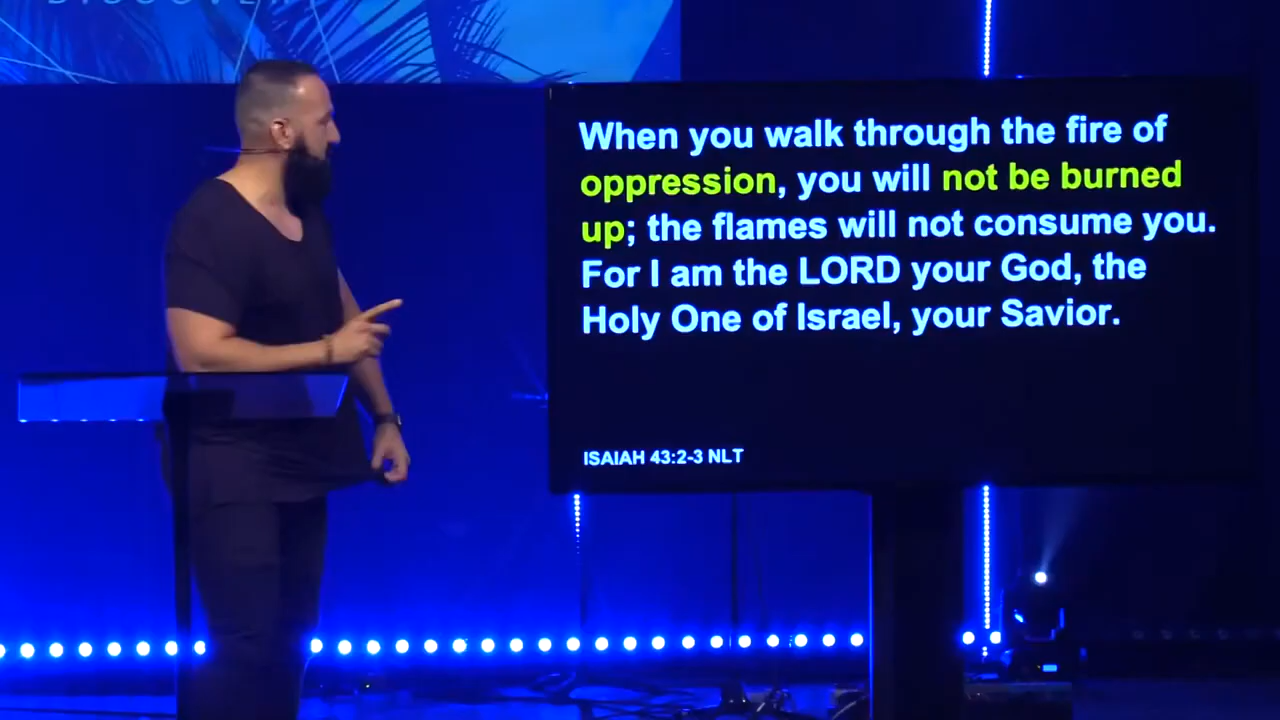 DISCOVER
When you walk through the fire of
oppression, you will not be burned
up; the flames will not consume you.
For I am the LORD your God, the
Holy One of Israel, your Savior.
ISAIAH 43:2-3 NLT